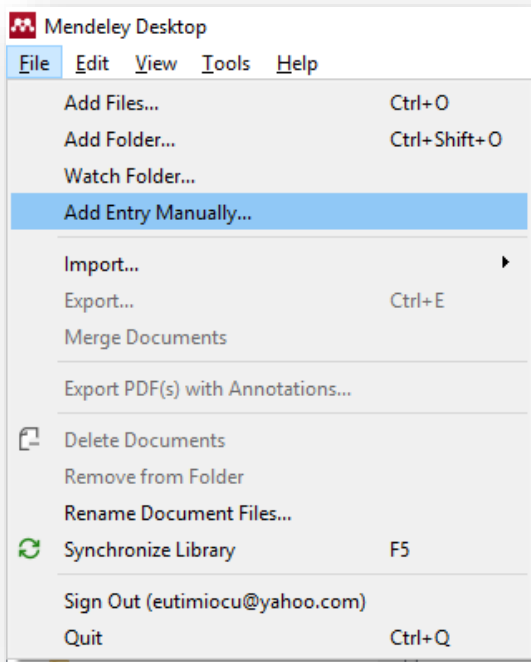 Mendeley Desktop
File Edit View Tools Help
Add Files... Ctrl+O
Add Folder... Ctrl+Shift+O
Watch Folder...
Add Entry Manually...
Import...
Export... Ctrl+E
Merge Documents
Export PDF(s) with Annotations...
Delete Documents
Remove from Folder
Rename Document Files...
Synchronize Library F5
Sign Out (eutimiocu@yahoo.com)
Quit Ctrl+Q